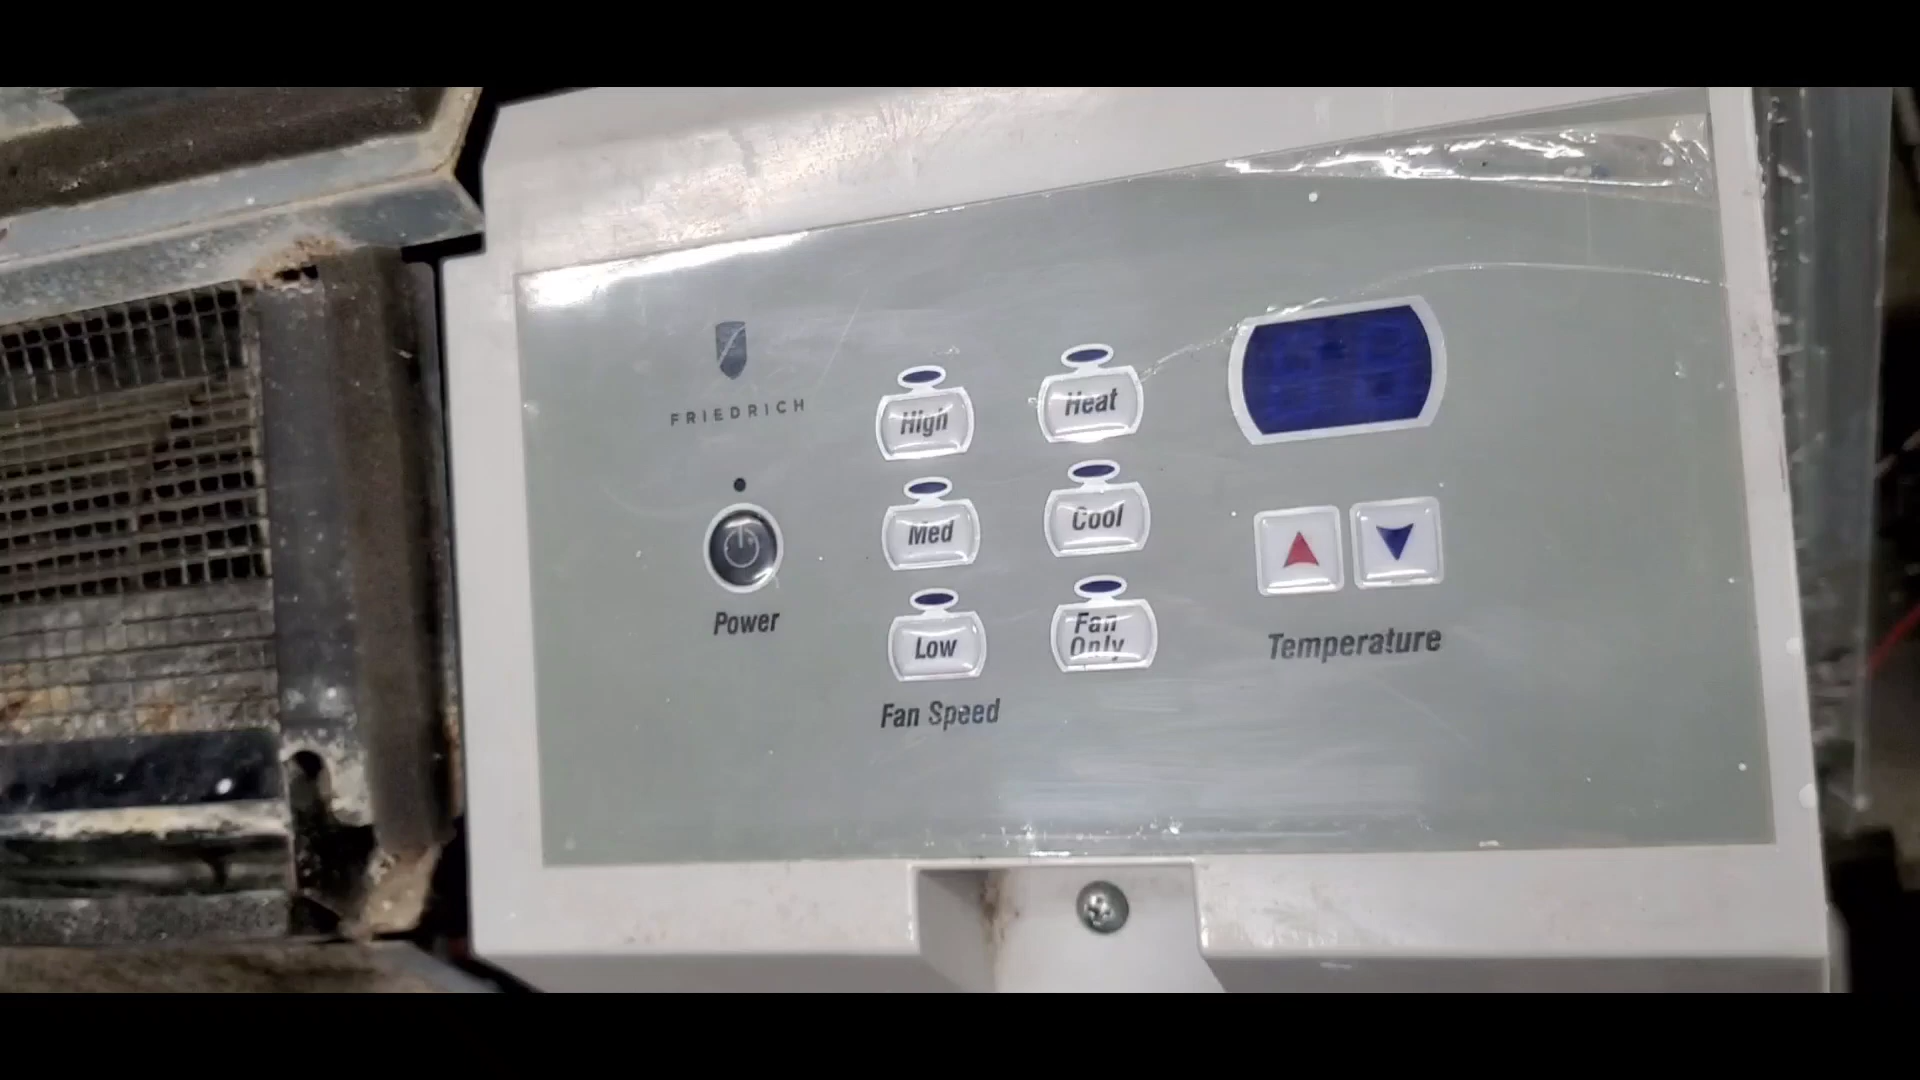 FRIEDRICH
Power
High
Med
Low
Fan Speed
Heat
Cool
Fan
Only
Temperature